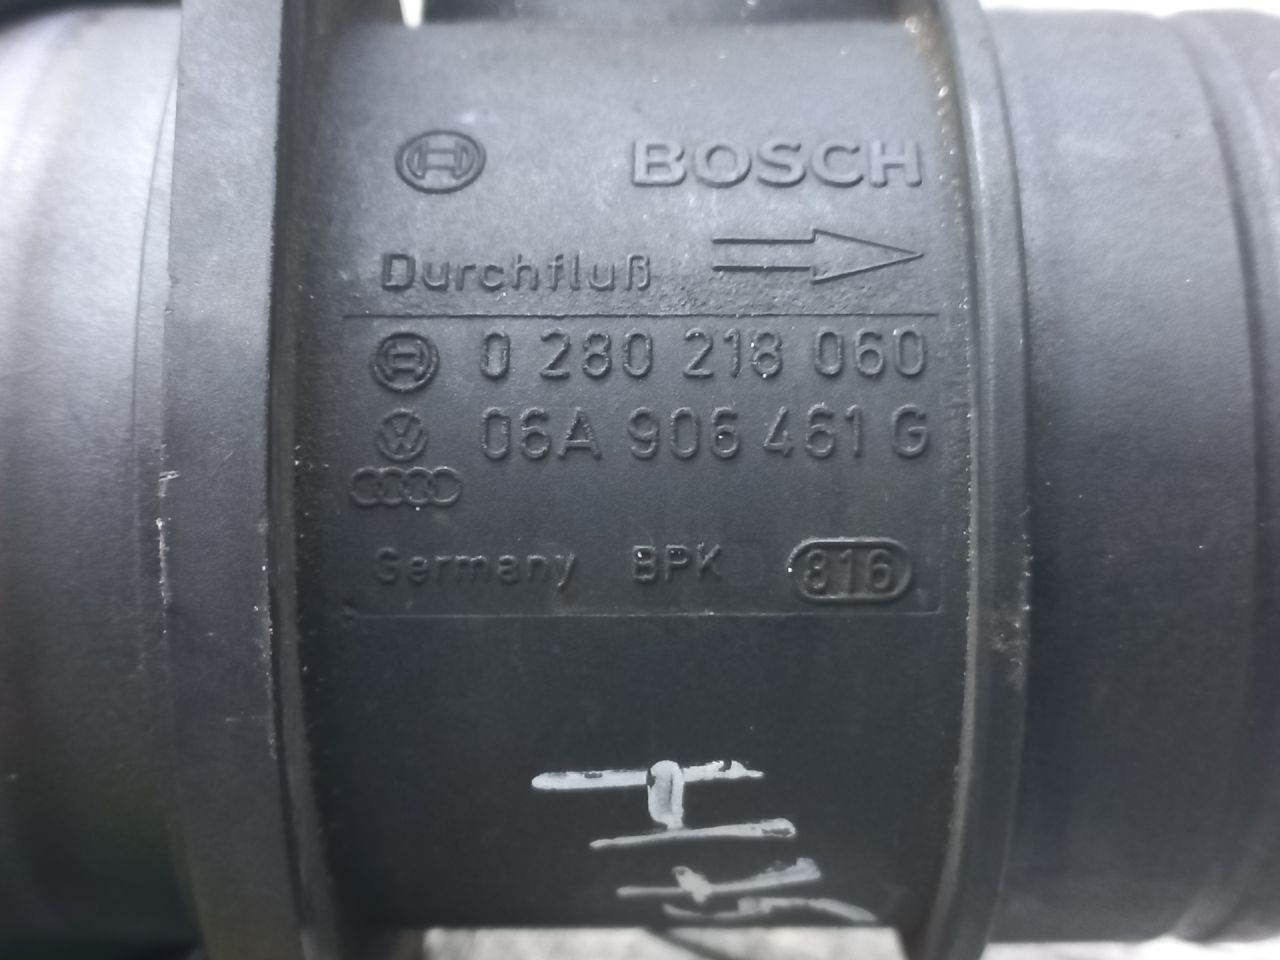 BOSCH
Durchfluß
0 280 218 060
06A 906 461 G
Germany BPK 816